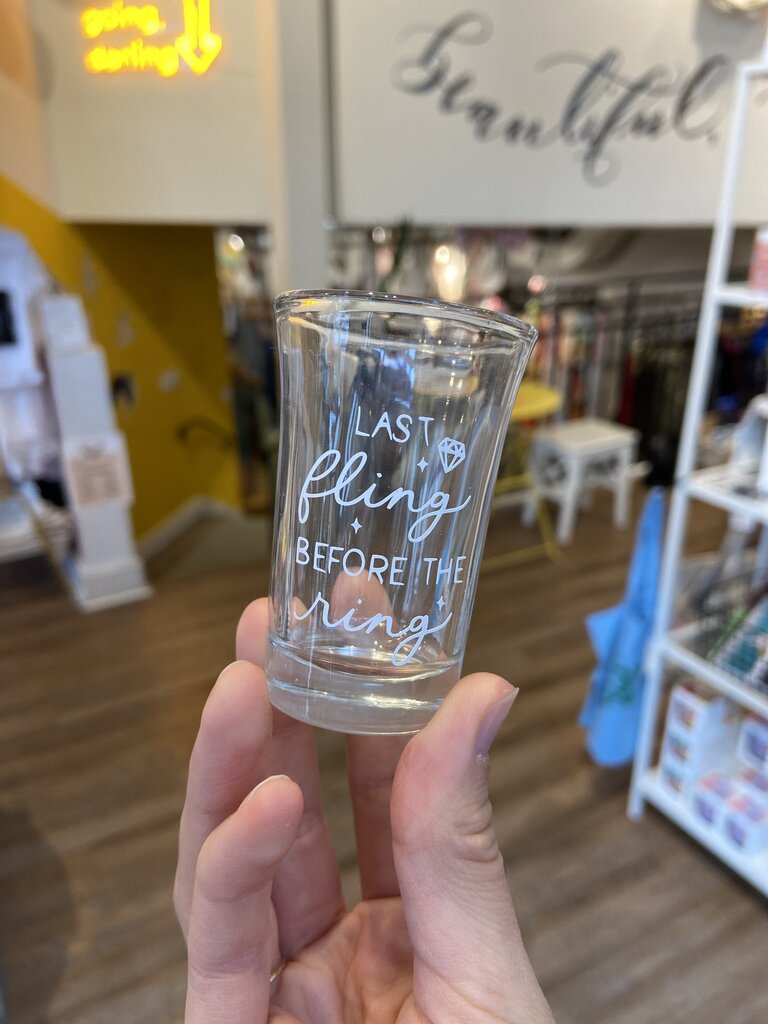 going,
darling
beautiful.
LAST
fling
BEFORE THE
ring